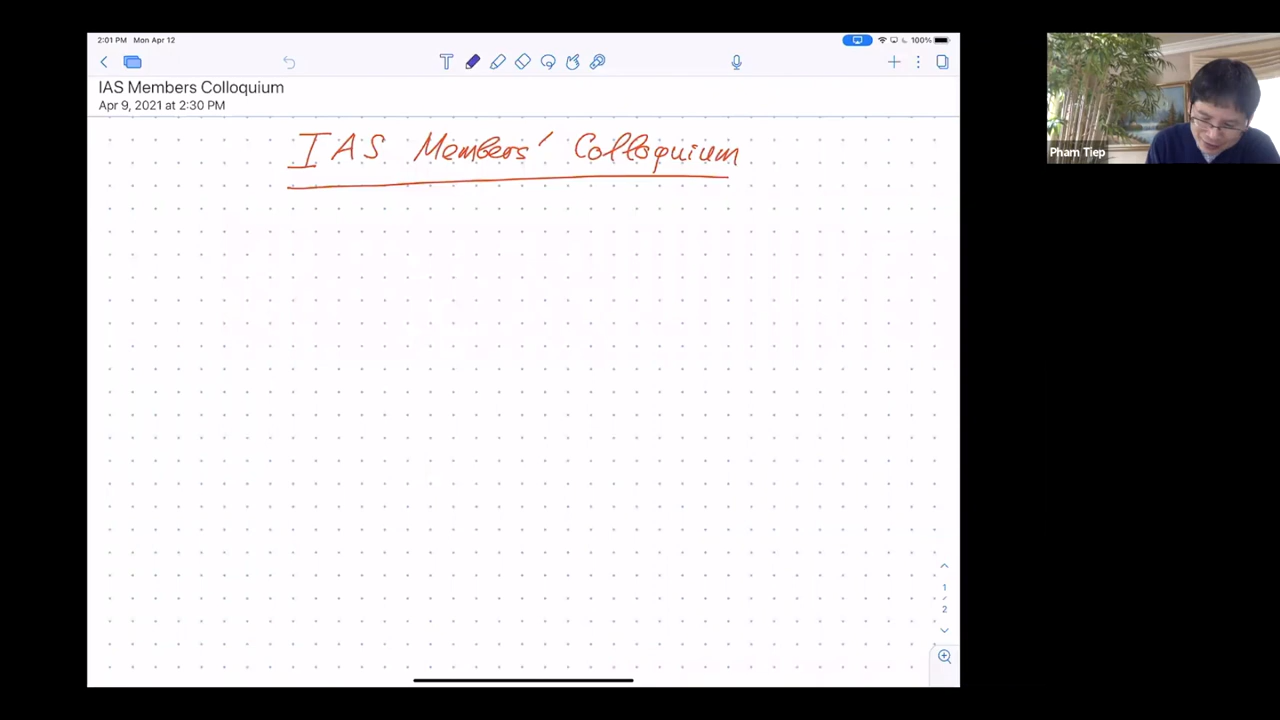 2:01 PM Mon Apr 12
100%
T
IAS Members Colloquium
Apr 9, 2021 at 2:30 PM
IAS Members' Colloquium
Pham Tiep
1
2